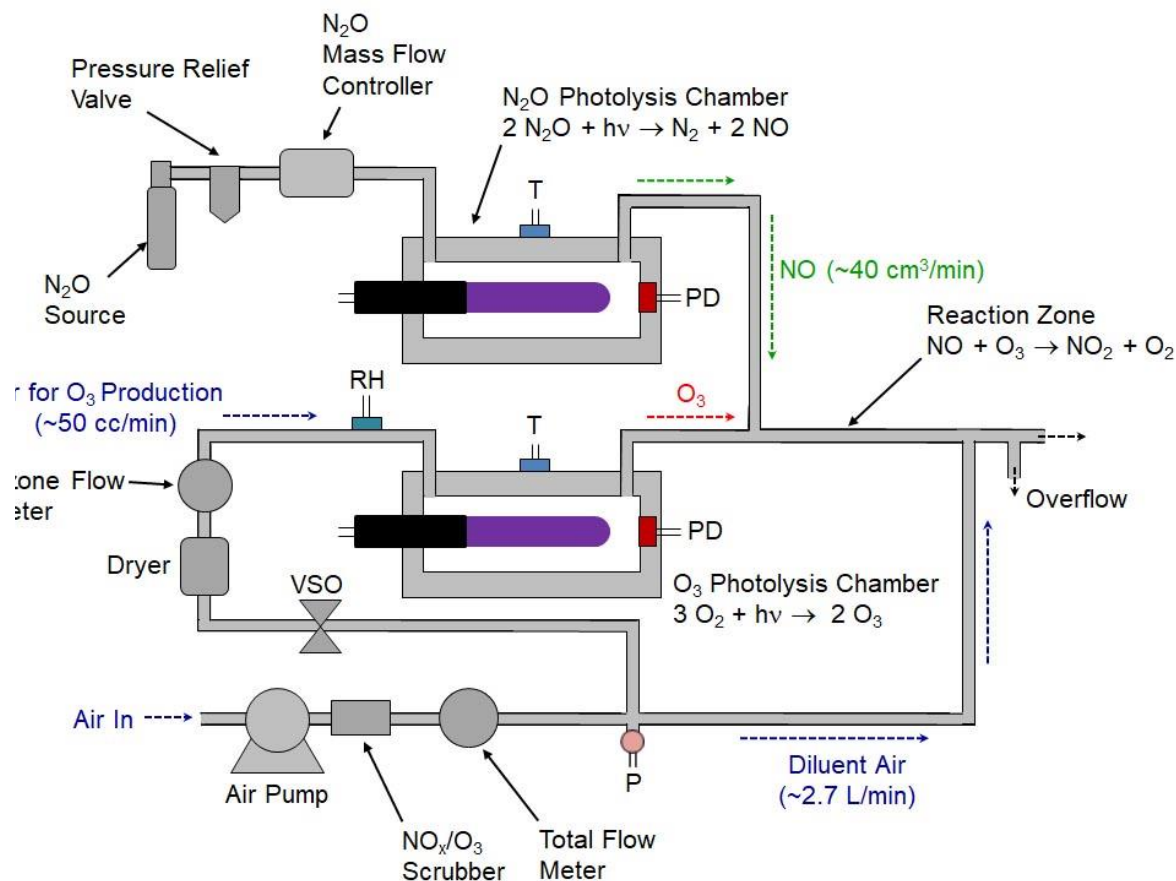 N₂O
Mass Flow
Controller
Pressure Relief
Valve
N₂O Photolysis Chamber
2 N₂O + hν → N₂ + 2 NO
T
N₂O
Source
PD
NO (~40 cm³/min)
Reaction Zone
NO + O₃ → NO₂ + O₂
for O₃ Production
(~50 cc/min)
RH
O₃
T
Flow
PD
Overflow
Dryer
VSO
O₃ Photolysis Chamber
3 O₂ + hν → 2 O₃
Air In
Air Pump
P
Diluent Air
(~2.7 L/min)
NOₓ/O₃
Scrubber
Total Flow
Meter